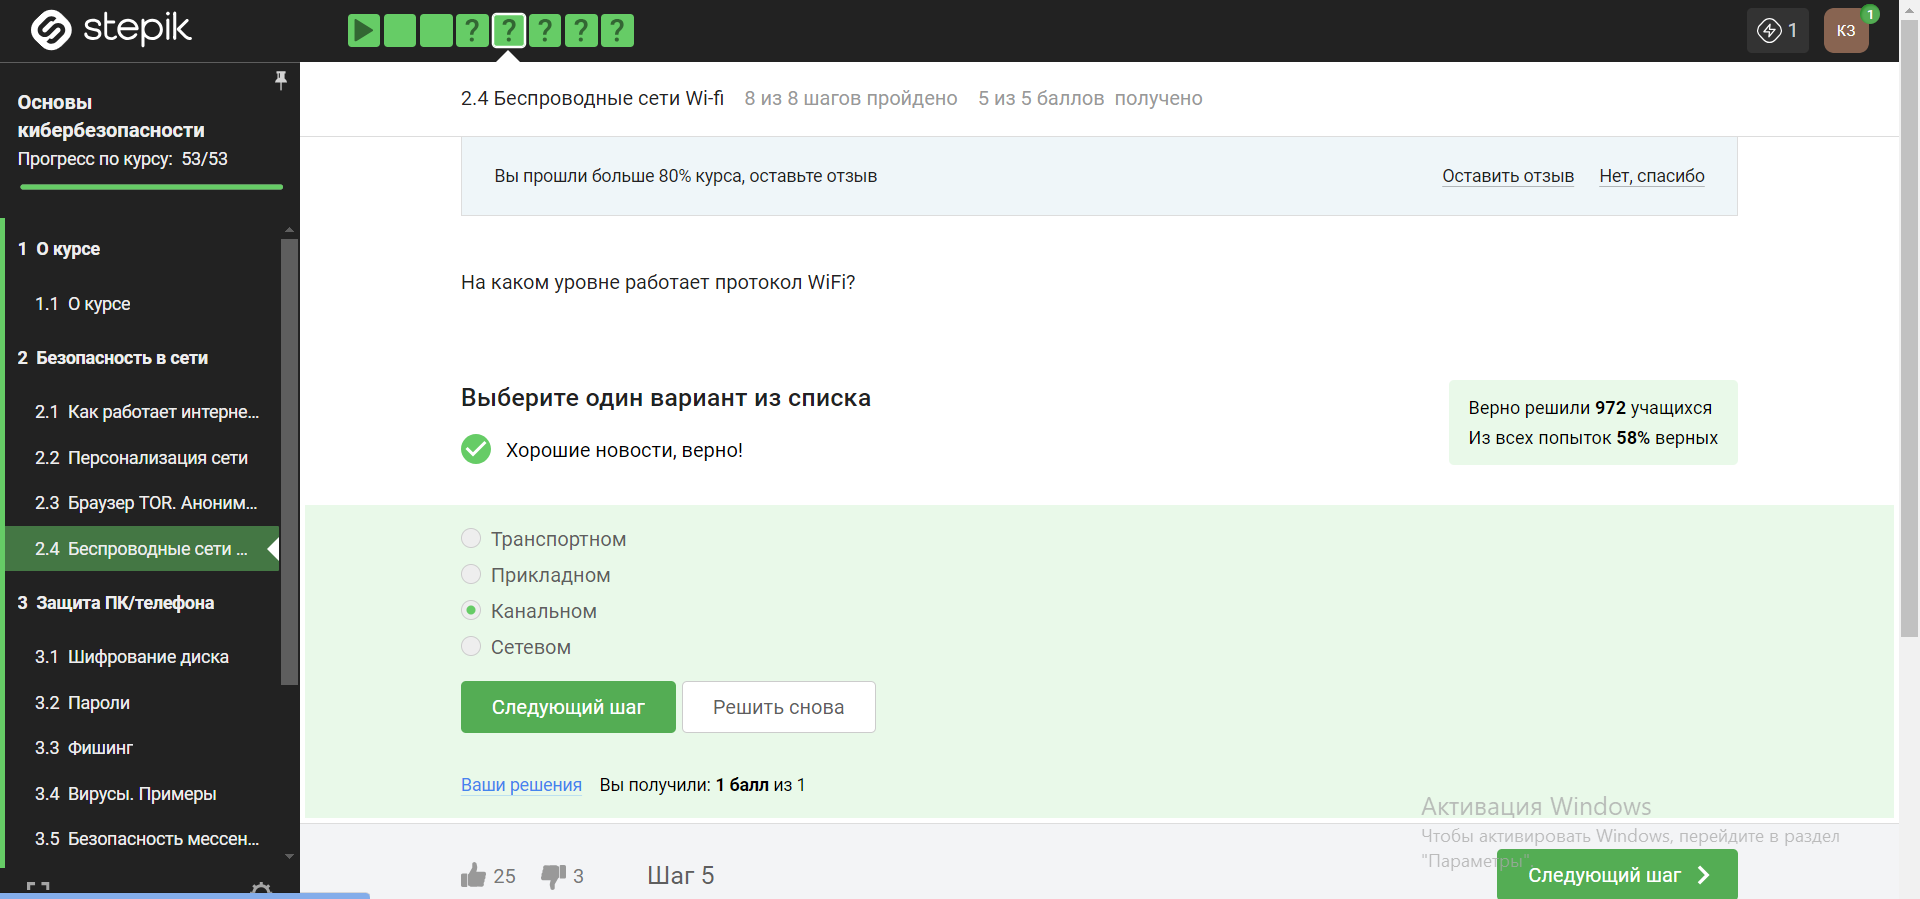 stepik
? ? ? ? ?
1
КЗ
1
Основы
кибербезопасности
Прогресс по курсу: 53/53
1 О курсе
1.1 О курсе
2 Безопасность в сети
2.1 Как работает интерне...
2.2 Персонализация сети
2.3 Браузер TOR. Аноним...
2.4 Беспроводные сети ...
3 Защита ПК/телефона
3.1 Шифрование диска
3.2 Пароли
3.3 Фишинг
3.4 Вирусы. Примеры
3.5 Безопасность мессен...
2.4 Беспроводные сети Wi-fi 8 из 8 шагов пройдено 5 из 5 баллов получено
Вы прошли больше 80% курса, оставьте отзыв Оставить отзыв Нет, спасибо
На каком уровне работает протокол WiFi?
Выберите один вариант из списка
Хорошие новости, верно!
Верно решили 972 учащихся
Из всех попыток 58% верных
Транспортном
Прикладном
Канальном
Сетевом
Следующий шаг Решить снова
Ваши решения Вы получили: 1 балл из 1
Активация Windows
Чтобы активировать Windows, перейдите в раздел
"Параметры".
25 3 Шаг 5
Следующий шаг